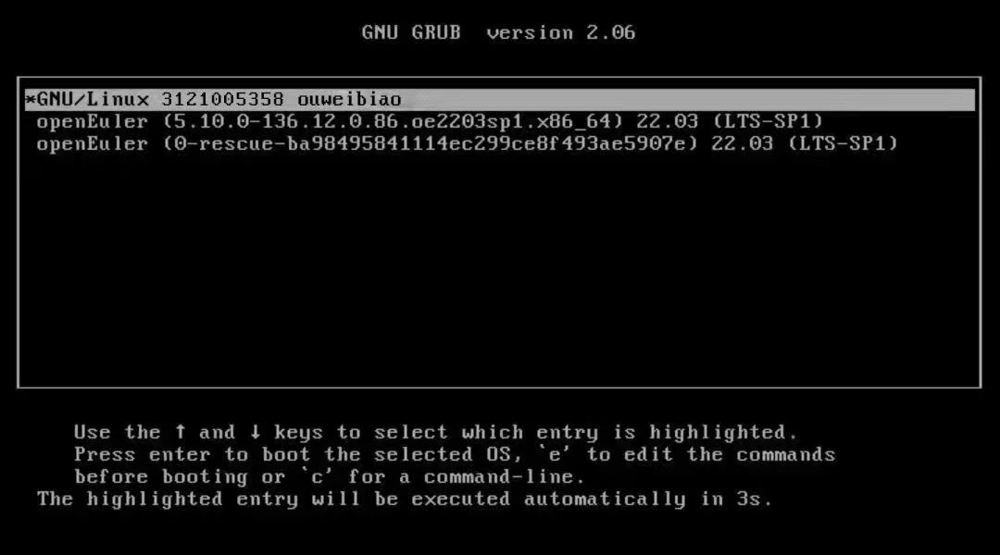 GNU GRUB version 2.06
*GNU/Linux 3121005358 ouweibiao
openEuler (5.10.0-136.12.0.86.oe2203sp1.x86_64) 22.03 (LTS-SP1)
openEuler (0-rescue-ba98495841114ec299ce8f493ae5907e) 22.03 (LTS-SP1)
Use the ↑ and ↓ keys to select which entry is highlighted.
Press enter to boot the selected OS, `e' to edit the commands
before booting or `c' for a command-line.
The highlighted entry will be executed automatically in 3s.